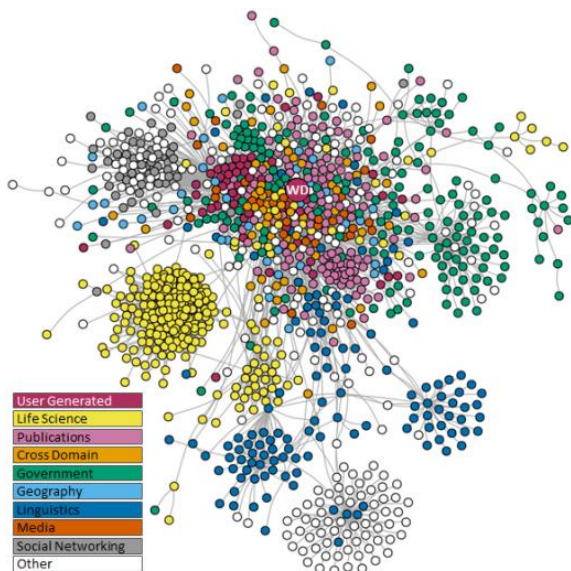 WD
User Generated
Life Science
Publications
Cross Domain
Government
Geography
Linguistics
Media
Social Networking
Other